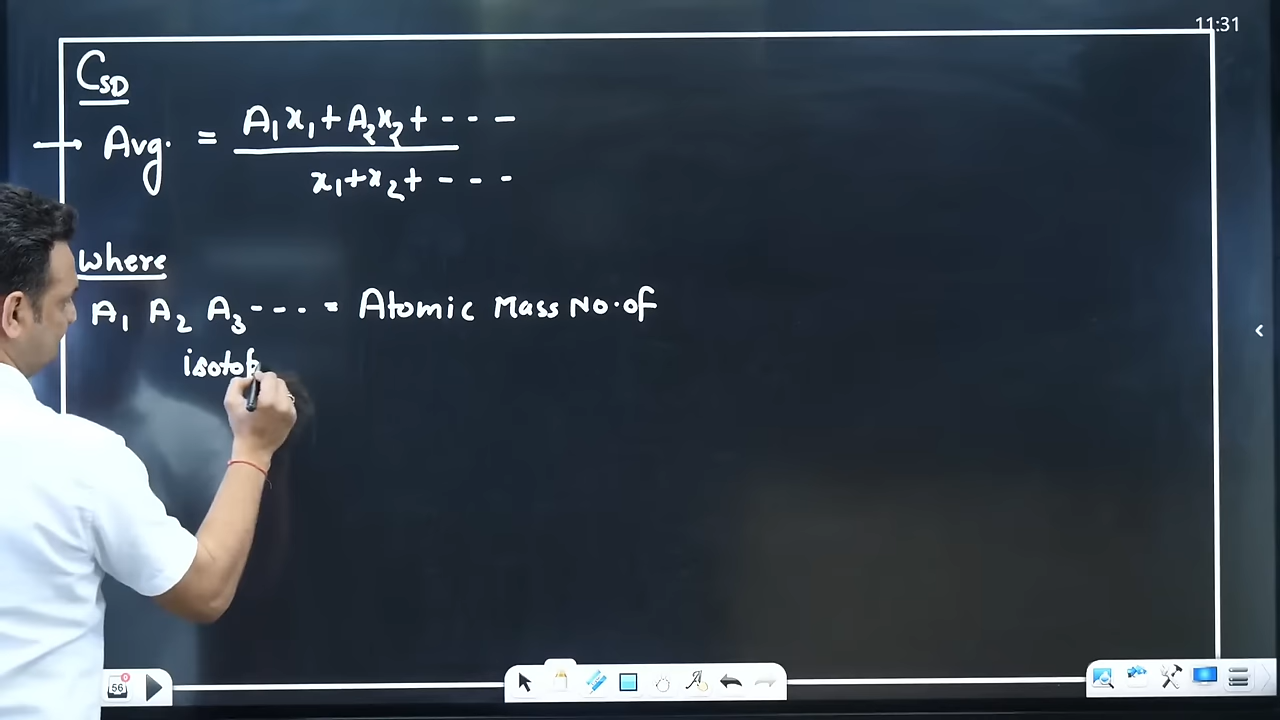 11:31
CSD
→ Avg. = A₁x₁+A₂x₂+ - - -
x₁+x₂+ - - -
where
A₁ A₂ A₃ - - - = Atomic Mass No. of
isotop
56